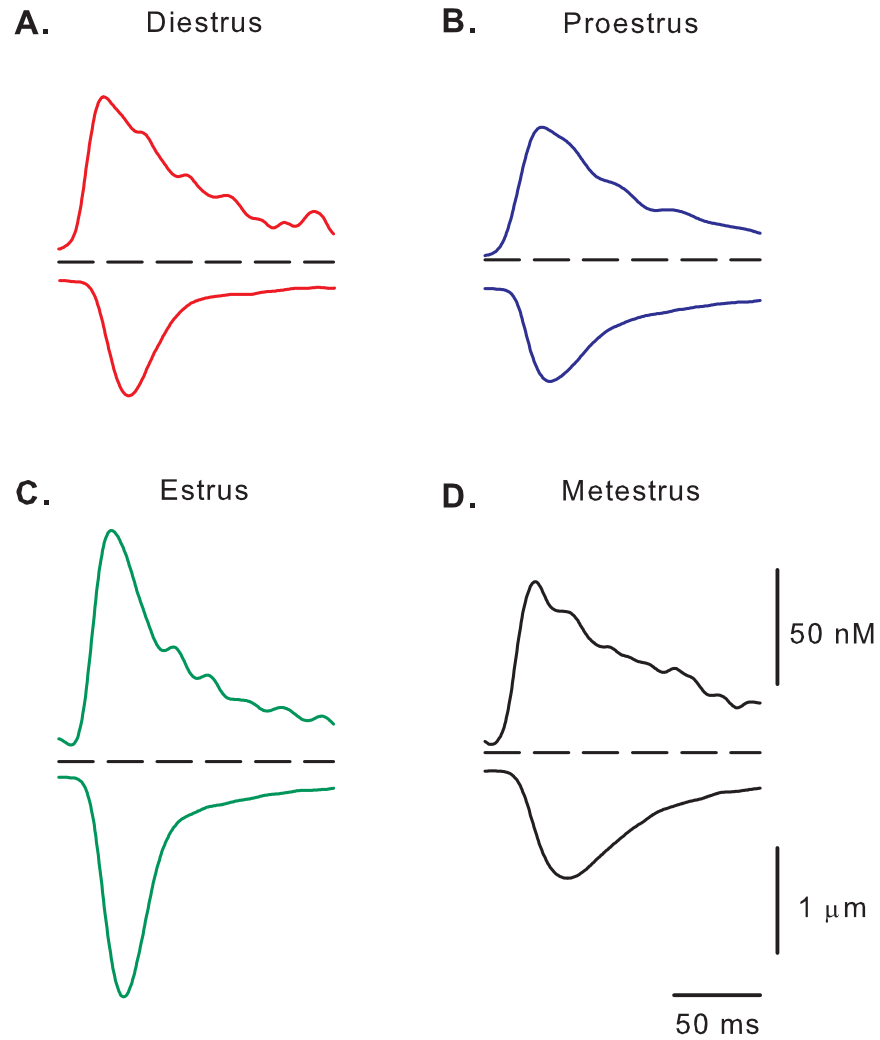 A. Diestrus
B. Proestrus
C. Estrus
D. Metestrus
50 nM
1 μm
50 ms